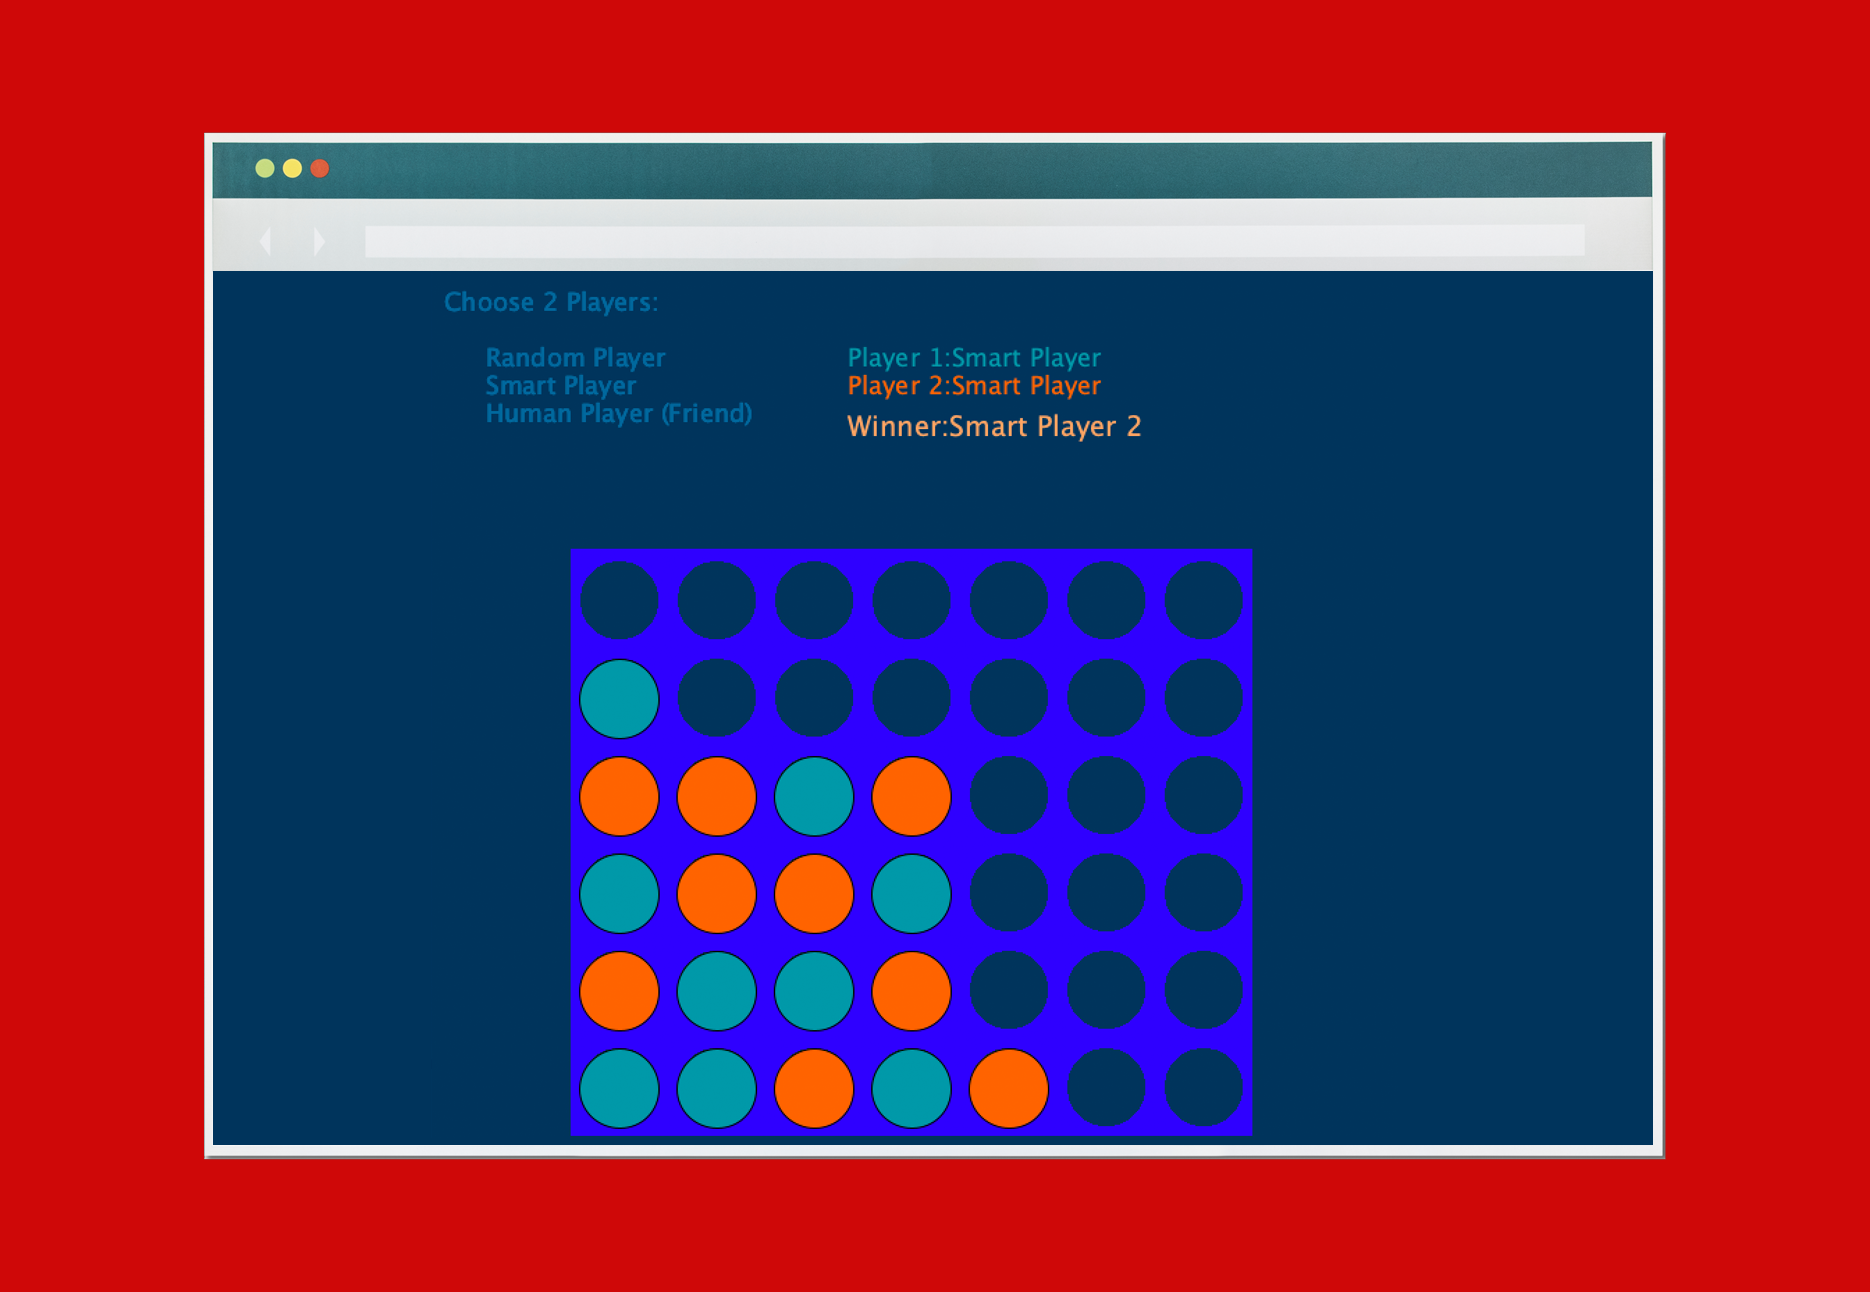 Choose 2 Players:
Random Player
Smart Player
Human Player (Friend)
Player 1:Smart Player
Player 2:Smart Player
Winner:Smart Player 2